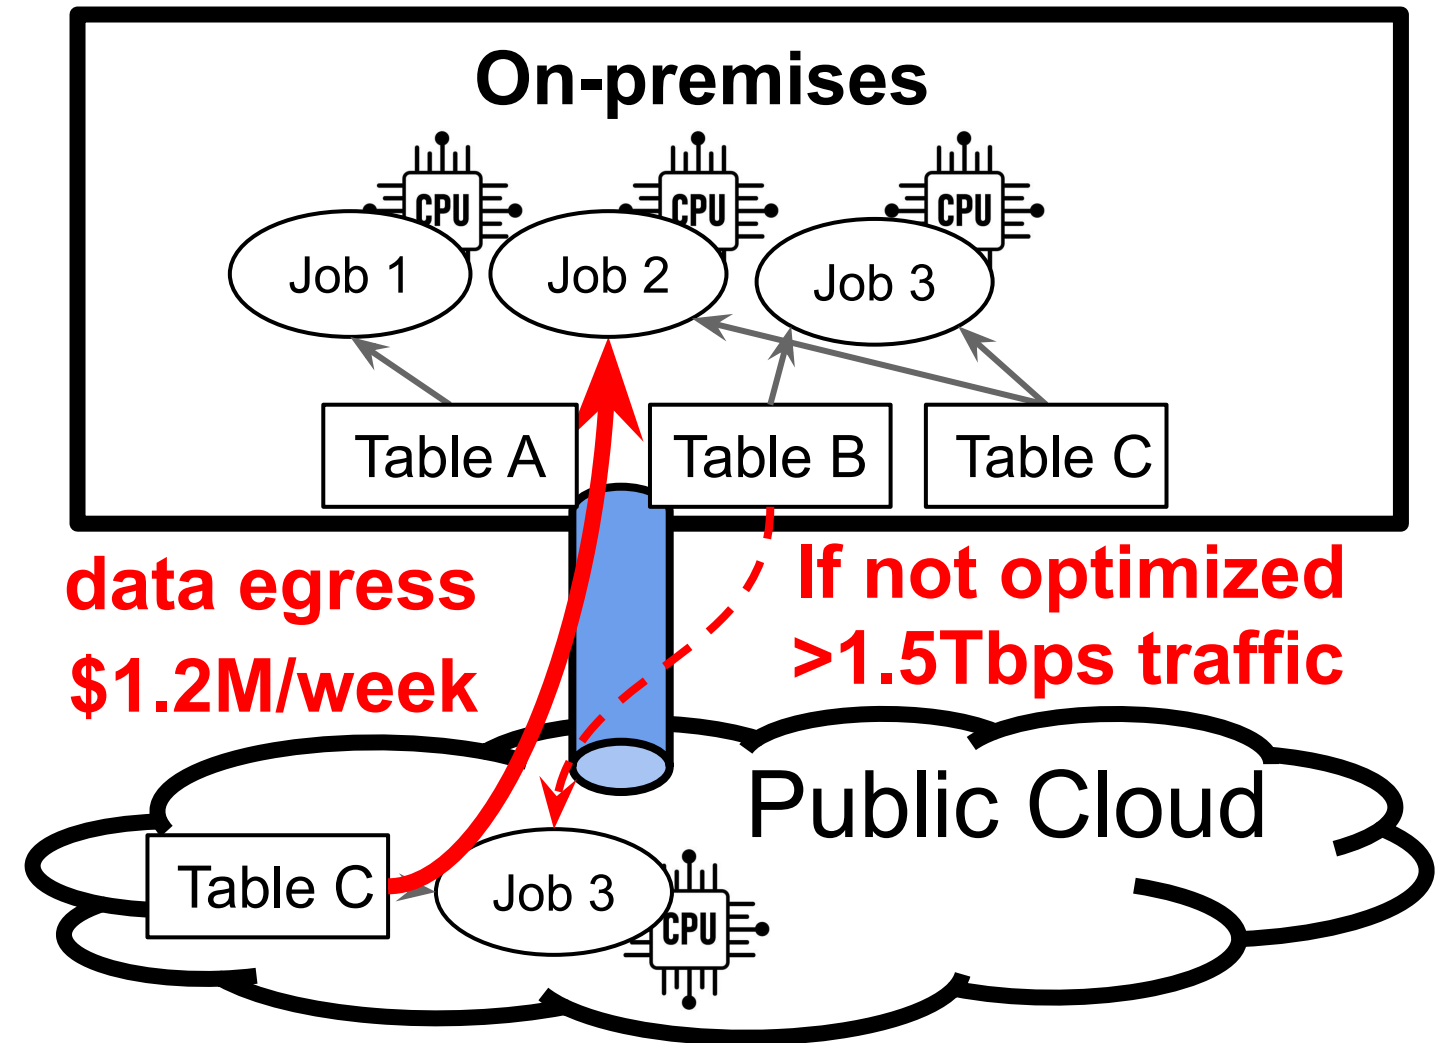 On-premises
CPU
CPU
CPU
Job 1
Job 2
Job 3
Table A
Table B
Table C
data egress
$1.2M/week
If not optimized
>1.5Tbps traffic
Public Cloud
Table C
Job 3
CPU